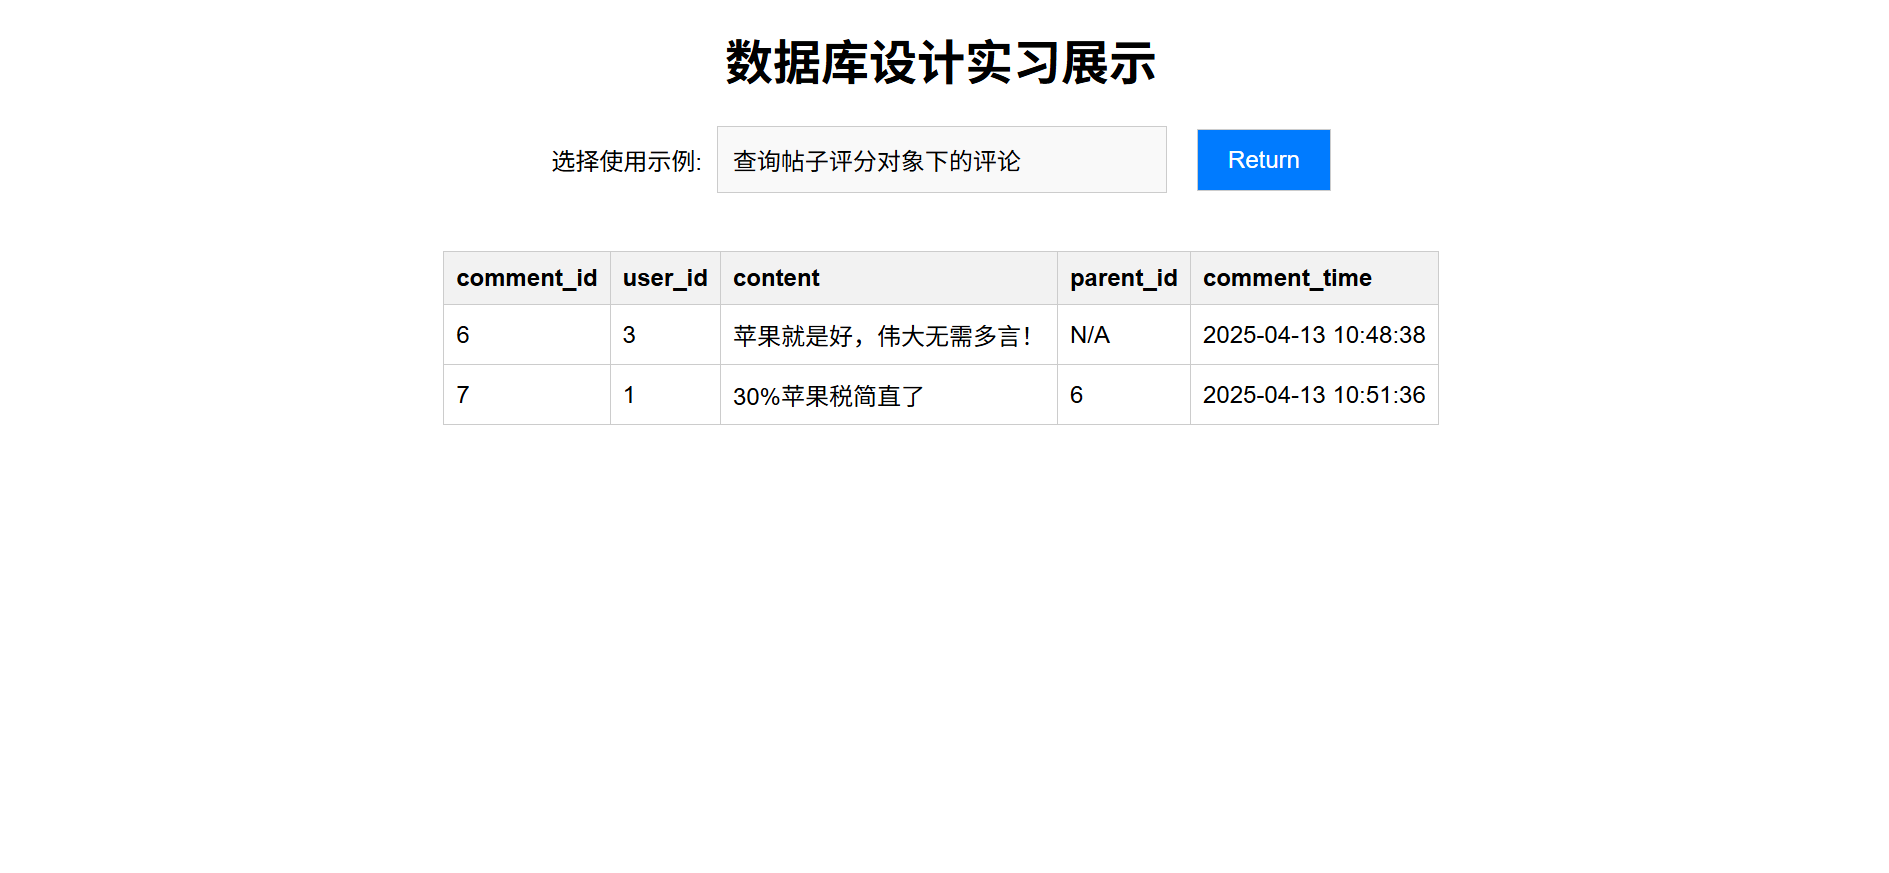 数据库设计实习展示
选择使用示例: 查询帖子评分对象下的评论 Return
comment_id user_id content parent_id comment_time
6 3 苹果就是好，伟大无需多言！ N/A 2025-04-13 10:48:38
7 1 30%苹果税简直了 6 2025-04-13 10:51:36